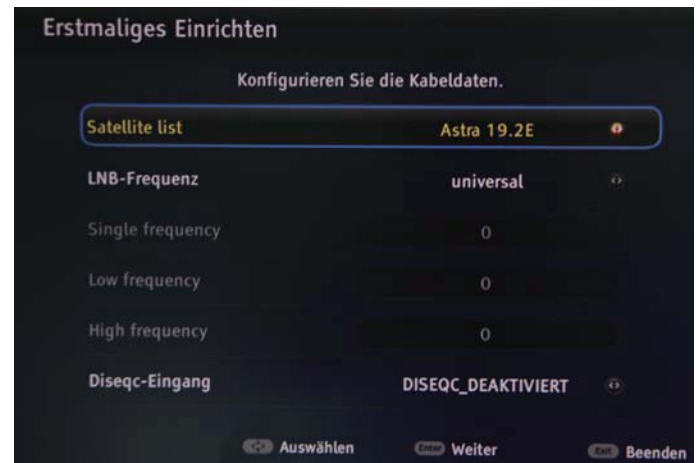 Erstmaliges Einrichten
Konfigurieren Sie die Kabeldaten.
Satellite list Astra 19.2E
LNB-Frequenz universal
Single frequency 0
Low frequency 0
High frequency 0
Diseqc-Eingang DISEQC_DEAKTIVIERT
Auswählen Enter Weiter Exit Beenden